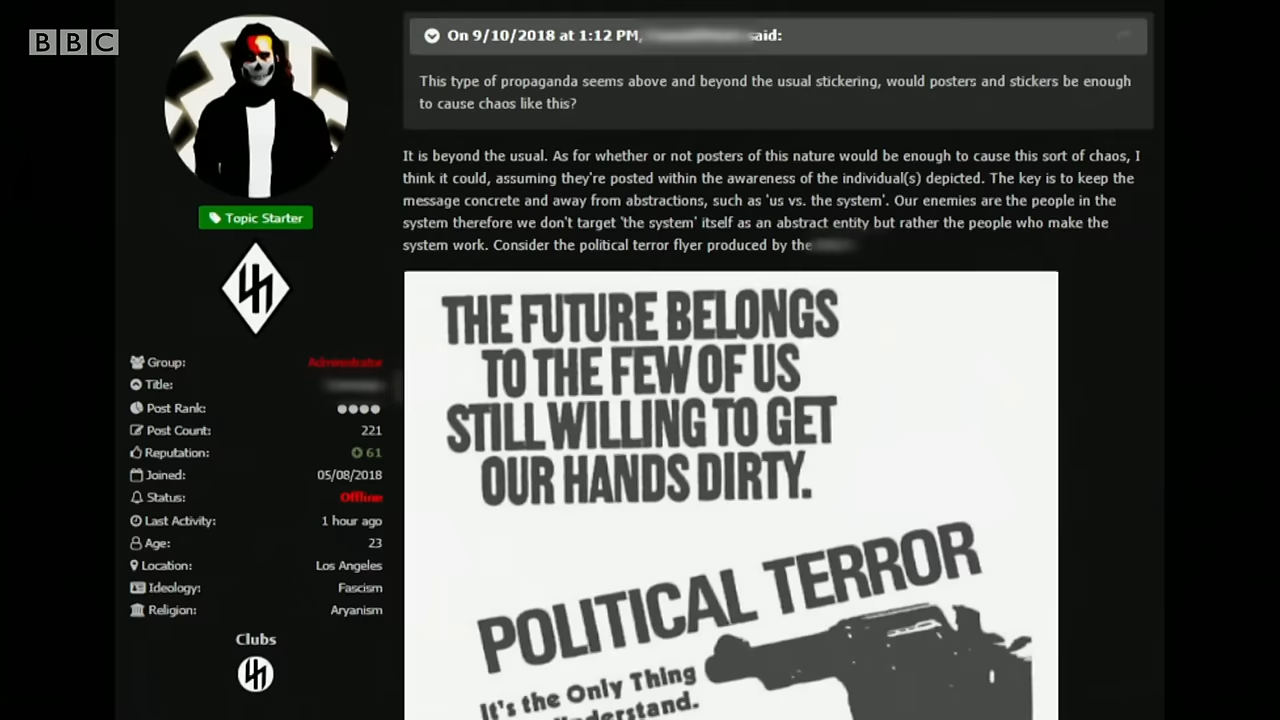 BBC
On 9/10/2018 at 1:12 PM, said:
This type of propaganda seems above and beyond the usual stickering, would posters and stickers be enough
to cause chaos like this?
It is beyond the usual. As for whether or not posters of this nature would be enough to cause this sort of chaos, I
think it could, assuming they're posted within the awareness of the individual(s) depicted. The key is to keep the
message concrete and away from abstractions, such as 'us vs. the system'. Our enemies are the people in the
system therefore we don't target 'the system' itself as an abstract entity but rather the people who make the
system work. Consider the political terror flyer produced by the
Topic Starter
Group: Administrator
Title:
Post Rank:
Post Count: 221
Reputation: 61
Joined: 05/08/2018
Status: Offline
Last Activity: 1 hour ago
Age: 23
Location: Los Angeles
Ideology: Fascism
Religion: Aryanism
Clubs
THE FUTURE BELONGS
TO THE FEW OF US
STILL WILLING TO GET
OUR HANDS DIRTY.
POLITICAL TERROR
It's the Only Thing